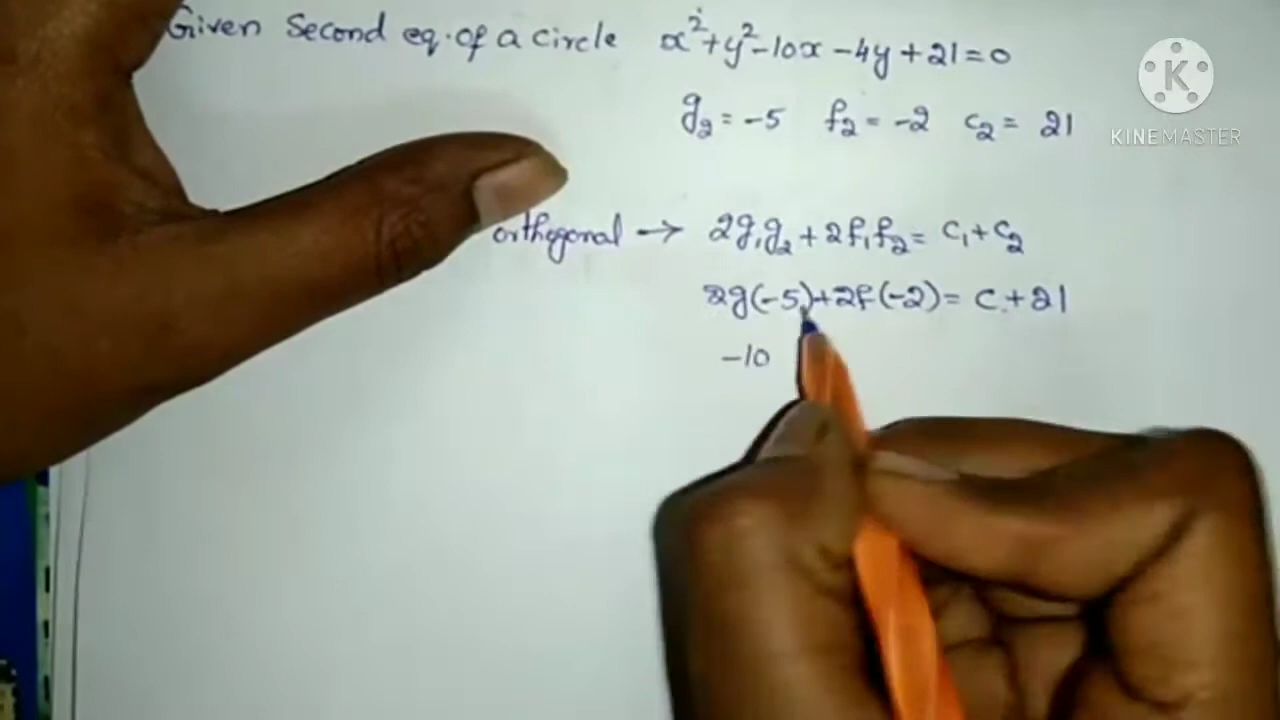 Given Second eq. of a circle x²+y²-10x-4y+21=0
g₂ = -5 f₂ = -2 c₂ = 21
K
KINEMASTER
orthogonal → 2g₁g₂ + 2f₁f₂ = c₁+c₂
2g(-5)+2f(-2) = c + 21
-10